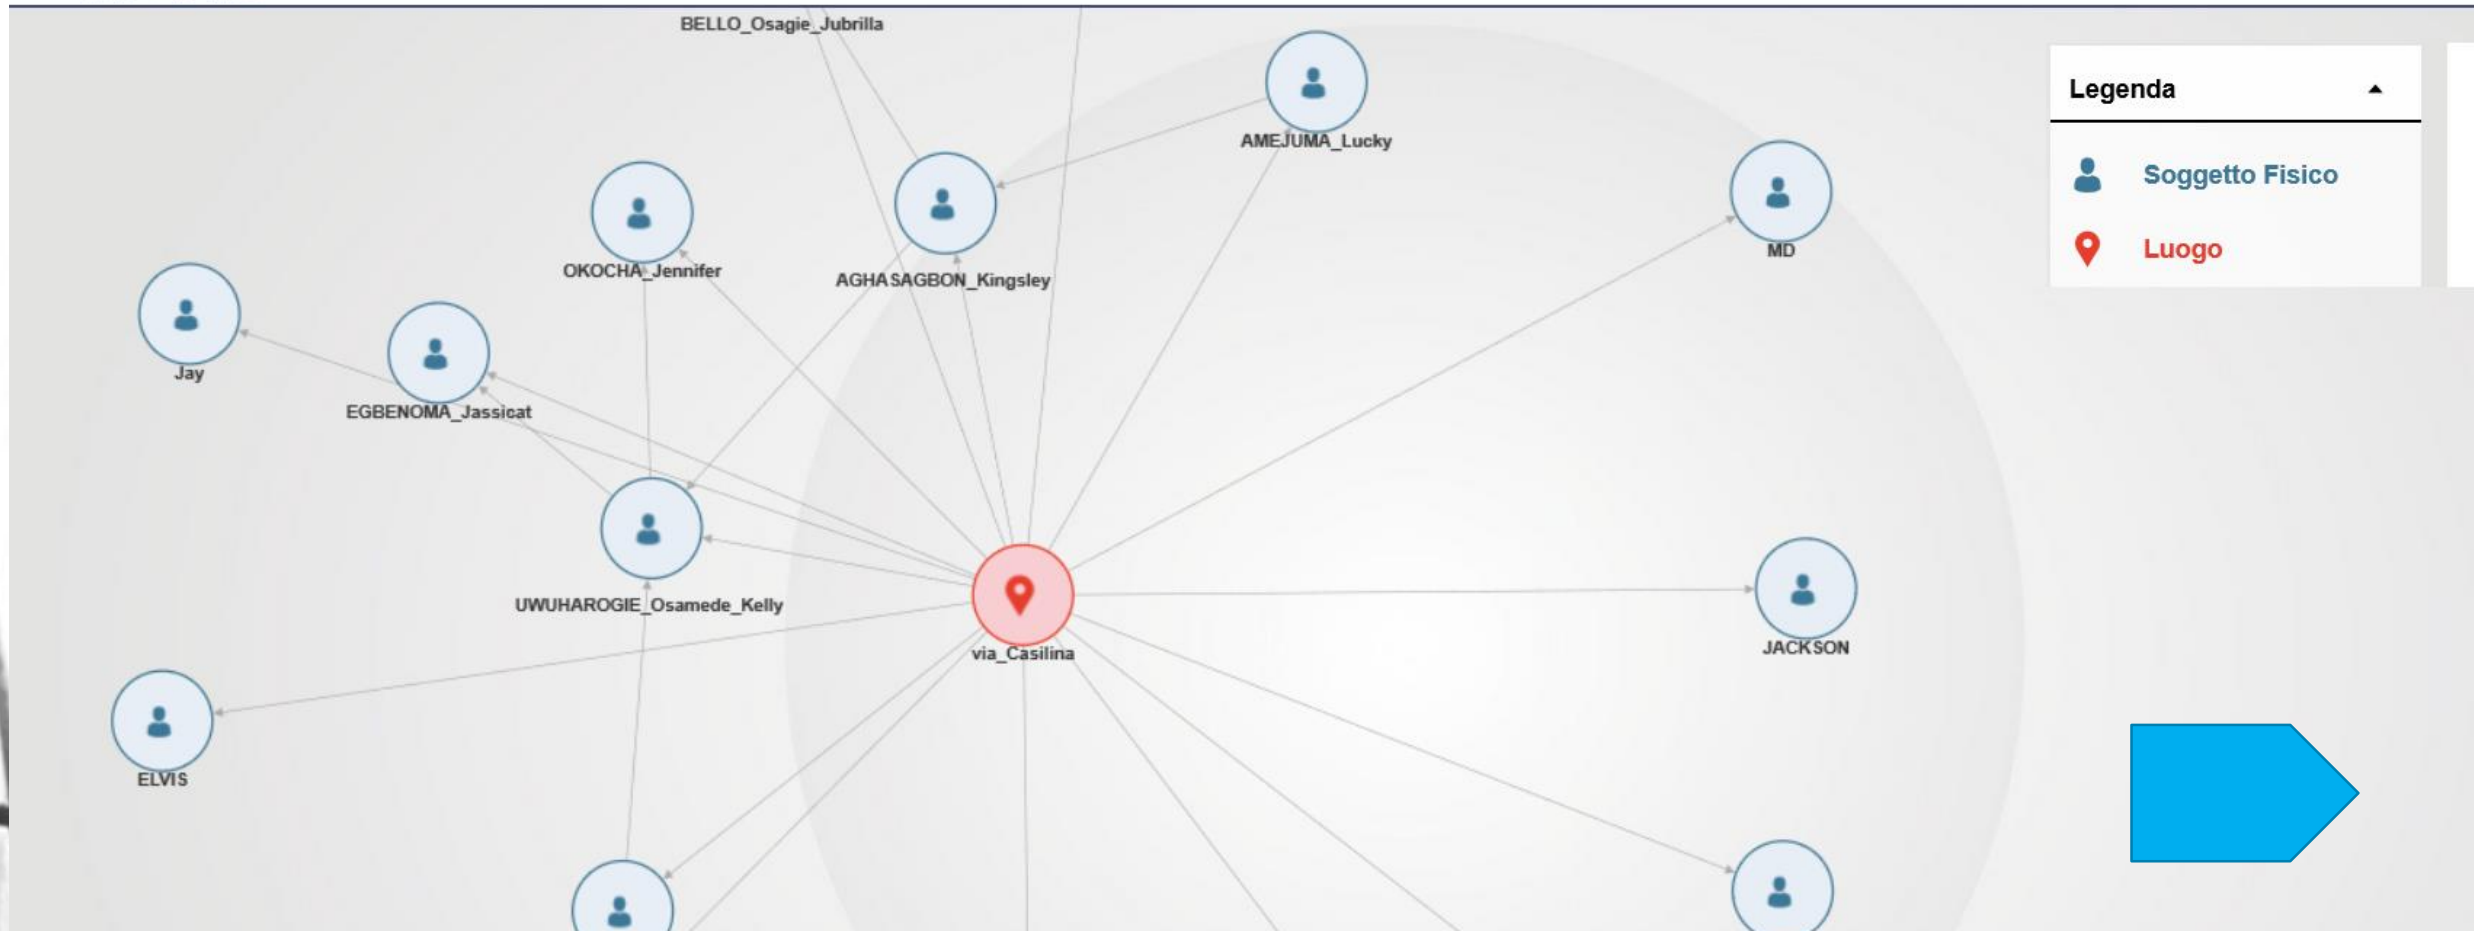 BELLO_Osagie_Jubrilla
AMEJUMA_Lucky
Legenda
Soggetto Fisico
Luogo
MD
OKOCHA_Jennifer
AGHASAGBON_Kingsley
Jay
EGBENOMA_Jassicat
UWUHAROGIE_Osamede_Kelly
via_Casilina
JACKSON
ELVIS